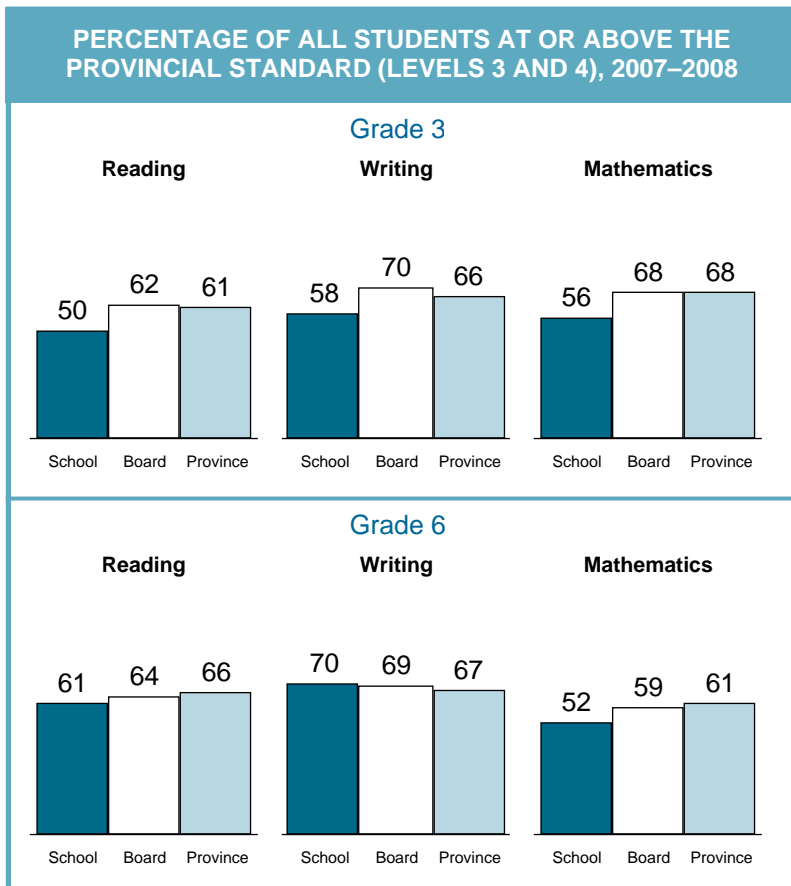 PERCENTAGE OF ALL STUDENTS AT OR ABOVE THE
PROVINCIAL STANDARD (LEVELS 3 AND 4), 2007–2008
Grade 3
Reading Writing Mathematics
50 62 61 58 70 66 56 68 68
School Board Province School Board Province School Board Province
Grade 6
Reading Writing Mathematics
61 64 66 70 69 67 52 59 61
School Board Province School Board Province School Board Province